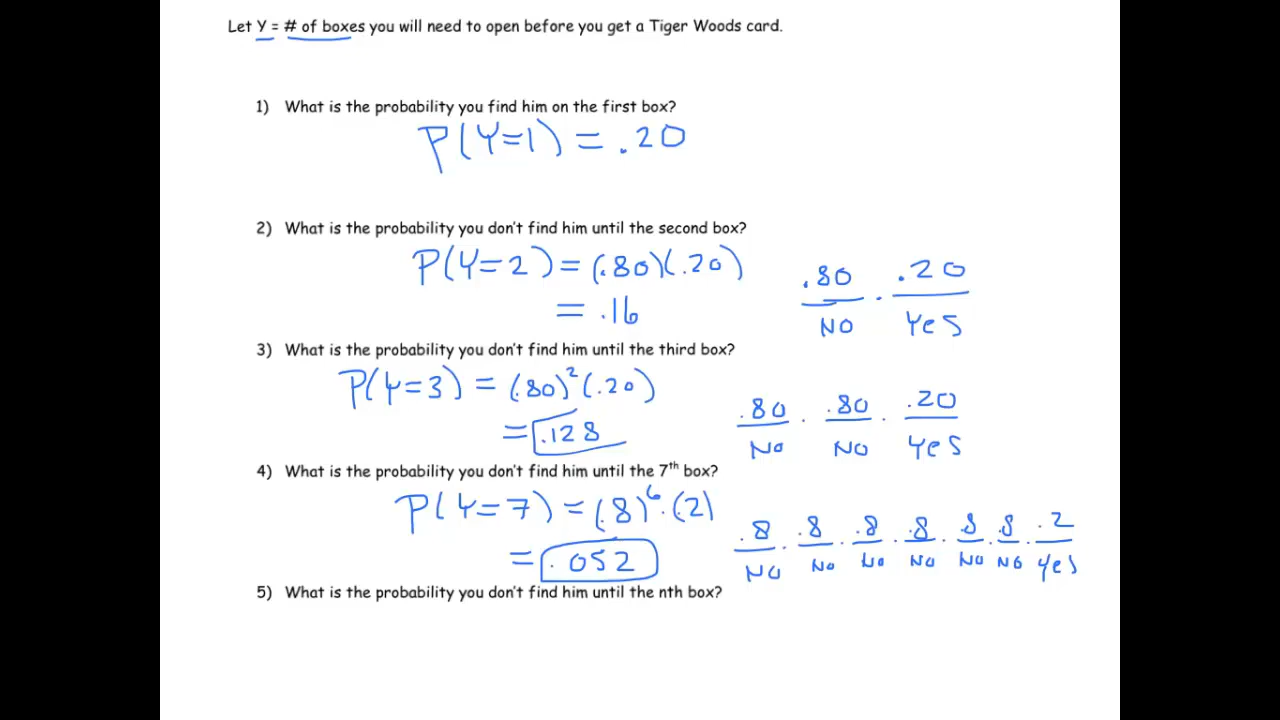 Let Y = # of boxes you will need to open before you get a Tiger Woods card.
1) What is the probability you find him on the first box?
P(Y=1) = .20
2) What is the probability you don't find him until the second box?
P(Y=2) = (.80)(.20)
= .16
.80 · .20
NO Yes
3) What is the probability you don't find him until the third box?
P(Y=3) = (.80)² (.20)
= .128
.80 · .80 · .20
NO NO Yes
4) What is the probability you don't find him until the 7th box?
P(Y=7) = (.8)⁶ · (.2)
= .052
.8 · .8 · .8 · .8 · .8 · .8 · .2
NO NO NO NO NO NO Yes
5) What is the probability you don't find him until the nth box?